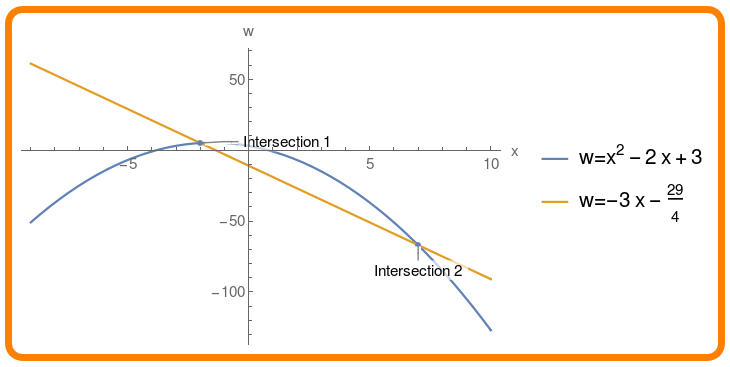 w
50
Intersection 1
−5
5
10
x
−50
Intersection 2
−100
w=x² − 2 x + 3
w=−3 x − 29/4